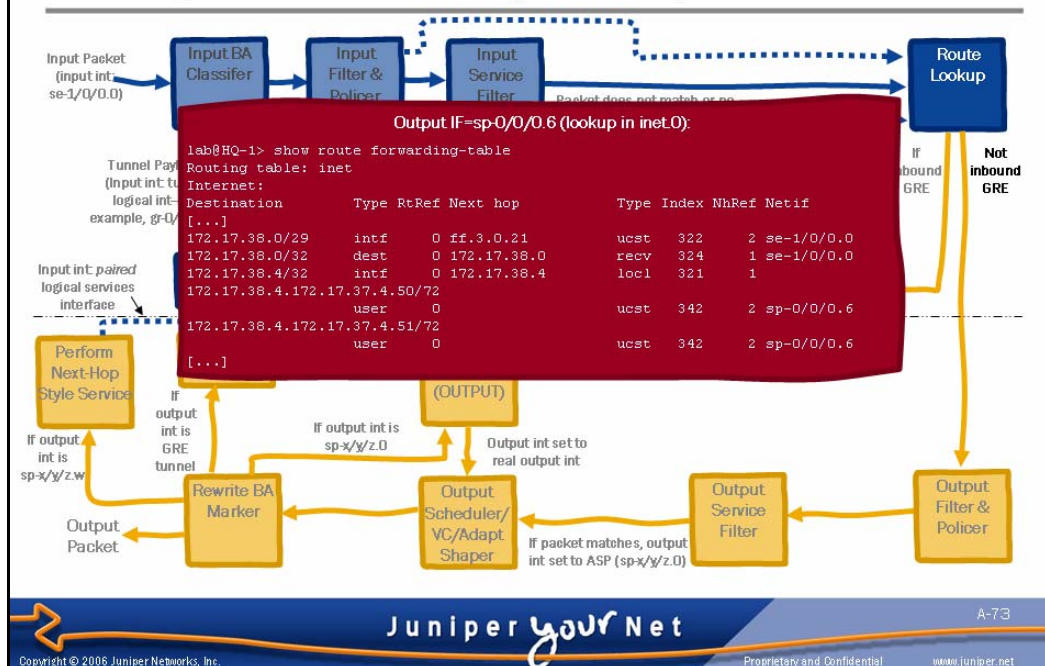 Input Packet
(input int:
se-1/0/0.0)
Input BA
Classifer
Input
Filter &
Policer
Input
Service
Filter
Packet does not match or no
Route
Lookup
Tunnel Pay
(Input int: tu
logical int—
example, gr-0/
If
nbound
GRE
Not
inbound
GRE
Output IF=sp-0/0/0.6 (lookup in inet.0):
lab@HQ-1> show route forwarding-table
Routing table: inet
Internet:
Destination Type RtRef Next hop Type Index NhRef Netif
[...]
172.17.38.0/29 intf 0 ff.3.0.21 ucst 322 2 se-1/0/0.0
172.17.38.0/32 dest 0 172.17.38.0 recv 324 1 se-1/0/0.0
172.17.38.4/32 intf 0 172.17.38.4 locl 321 1
172.17.38.4.172.17.37.4.50/72
user 0 ucst 342 2 sp-0/0/0.6
172.17.38.4.172.17.37.4.51/72
user 0 ucst 342 2 sp-0/0/0.6
[...]
Input int: paired
logical services
interface
Perform
Next-Hop
Style Service
If
output
int is
GRE
tunnel
(OUTPUT)
If output int is
sp-x/y/z.0
Output int set to
real output int
If output
int is
sp-x/y/z.w
Rewrite BA
Marker
Output
Scheduler/
VC/Adapt
Shaper
Output
Service
Filter
Output
Filter &
Policer
Output
Packet
If packet matches, output
int set to ASP (sp-x/y/z.0)
Juniper your Net
A-73
Copyright © 2006 Juniper Networks, Inc.
Proprietary and Confidential
www.juniper.net